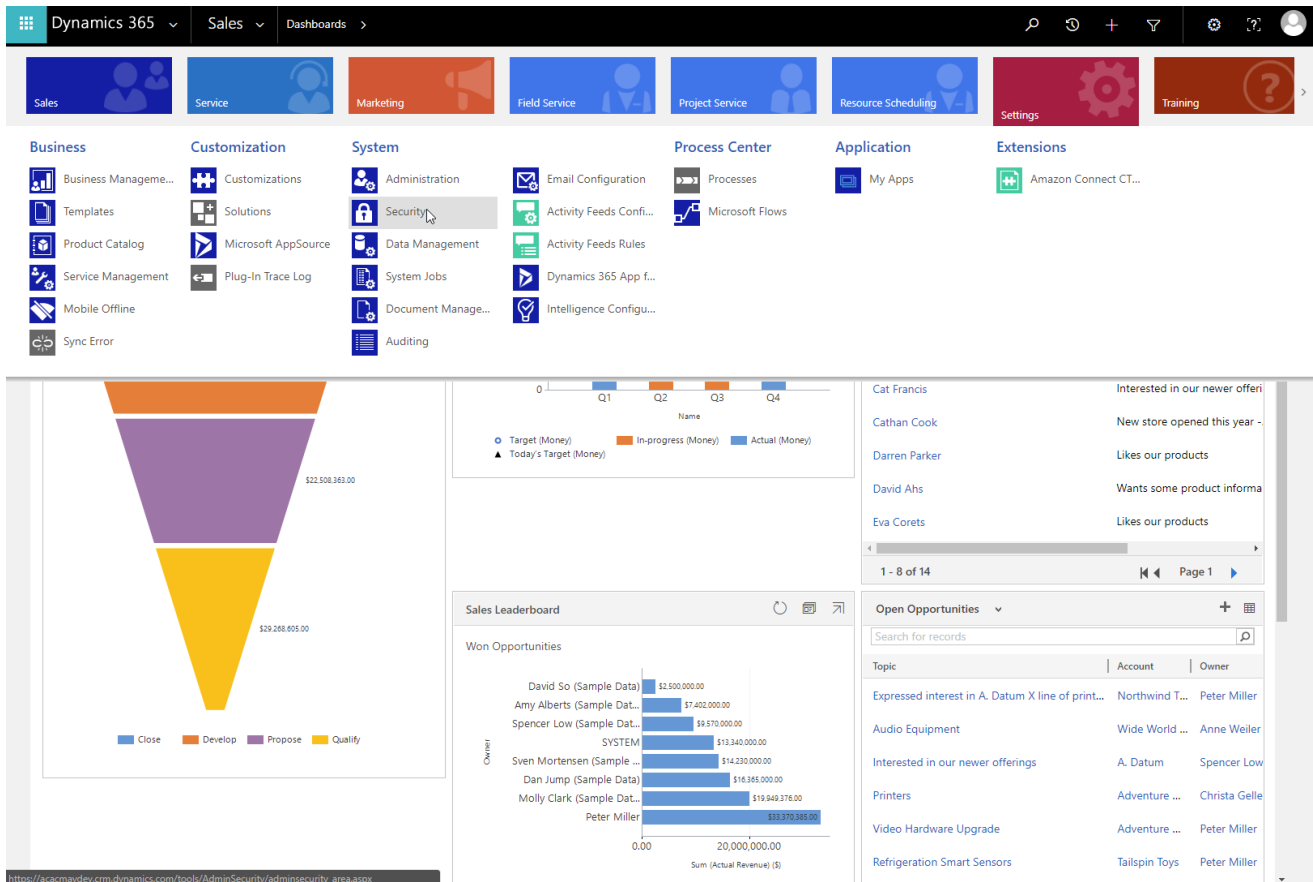 Dynamics 365 Sales Dashboards
Sales Service Marketing Field Service Project Service Resource Scheduling Settings Training
Business Customization System Process Center Application Extensions
Business Manageme... Customizations Administration Email Configuration Processes My Apps Amazon Connect CT...
Templates Solutions Security Activity Feeds Confi... Microsoft Flows
Product Catalog Microsoft AppSource Data Management Activity Feeds Rules
Service Management Plug-In Trace Log System Jobs Dynamics 365 App f...
Mobile Offline Document Manage... Intelligence Configu...
Sync Error Auditing
$22,508,363.00
$29,268,605.00
Close Develop Propose Qualify
0
Q1 Q2 Q3 Q4
Name
Target (Money) In-progress (Money) Actual (Money)
Today's Target (Money)
Cat Francis Interested in our newer offeri
Cathan Cook New store opened this year -.
Darren Parker Likes our products
David Ahs Wants some product informa
Eva Corets Likes our products
1 - 8 of 14 Page 1
Sales Leaderboard
Won Opportunities
Owner
David So (Sample Data) $2,500,000.00
Amy Alberts (Sample Dat... $7,402,000.00
Spencer Low (Sample Dat... $9,570,000.00
SYSTEM $13,340,000.00
Sven Mortensen (Sample ... $14,230,000.00
Dan Jump (Sample Data) $16,365,000.00
Molly Clark (Sample Dat... $19,949,376.00
Peter Miller $33,370,385.00
0.00 20,000,000.00
Sum (Actual Revenue) ($)
Open Opportunities
Search for records
Topic Account Owner
Expressed interest in A. Datum X line of print... Northwind T... Peter Miller
Audio Equipment Wide World ... Anne Weiler
Interested in our newer offerings A. Datum Spencer Low
Printers Adventure ... Christa Gelle
Video Hardware Upgrade Adventure ... Peter Miller
Refrigeration Smart Sensors Tailspin Toys Peter Miller
https://acacmaydev.crm.dynamics.com/tools/AdminSecurity/adminsecurity_area.aspx